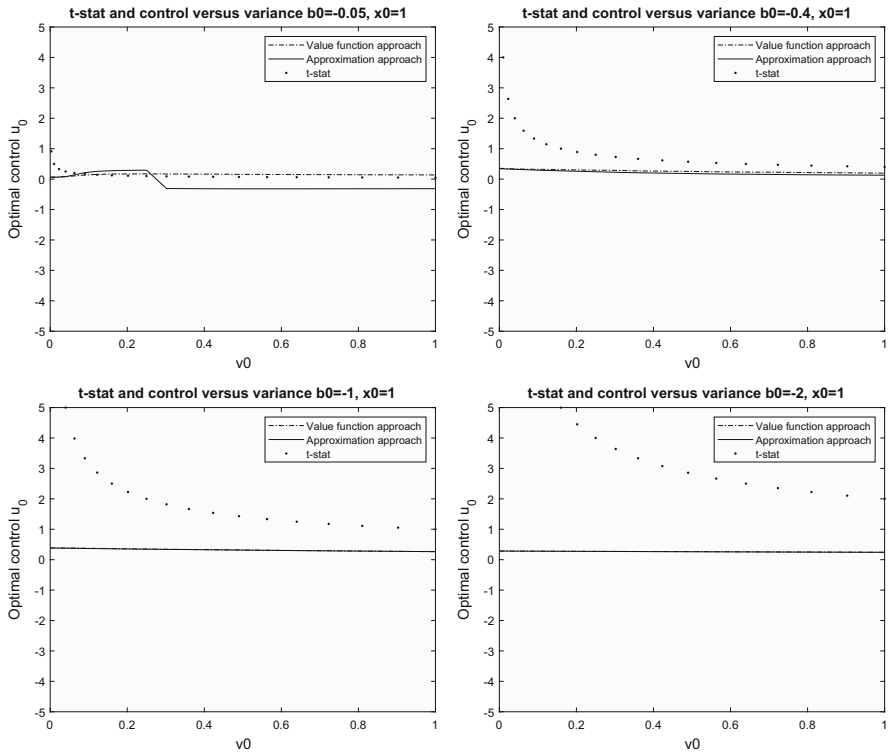 t-stat and control versus variance b0=-0.05, x0=1
Optimal control u0
5
4
3
2
1
0
-1
-2
-3
-4
-5
Value function approach
Approximation approach
t-stat
0
0.2
0.4
0.6
0.8
1
v0
t-stat and control versus variance b0=-0.4, x0=1
Optimal control u0
5
4
3
2
1
0
-1
-2
-3
-4
-5
Value function approach
Approximation approach
t-stat
0
0.2
0.4
0.6
0.8
1
v0
t-stat and control versus variance b0=-1, x0=1
Optimal control u0
5
4
3
2
1
0
-1
-2
-3
-4
-5
Value function approach
Approximation approach
t-stat
0
0.2
0.4
0.6
0.8
1
v0
t-stat and control versus variance b0=-2, x0=1
Optimal control u0
5
4
3
2
1
0
-1
-2
-3
-4
-5
Value function approach
Approximation approach
t-stat
0
0.2
0.4
0.6
0.8
1
v0